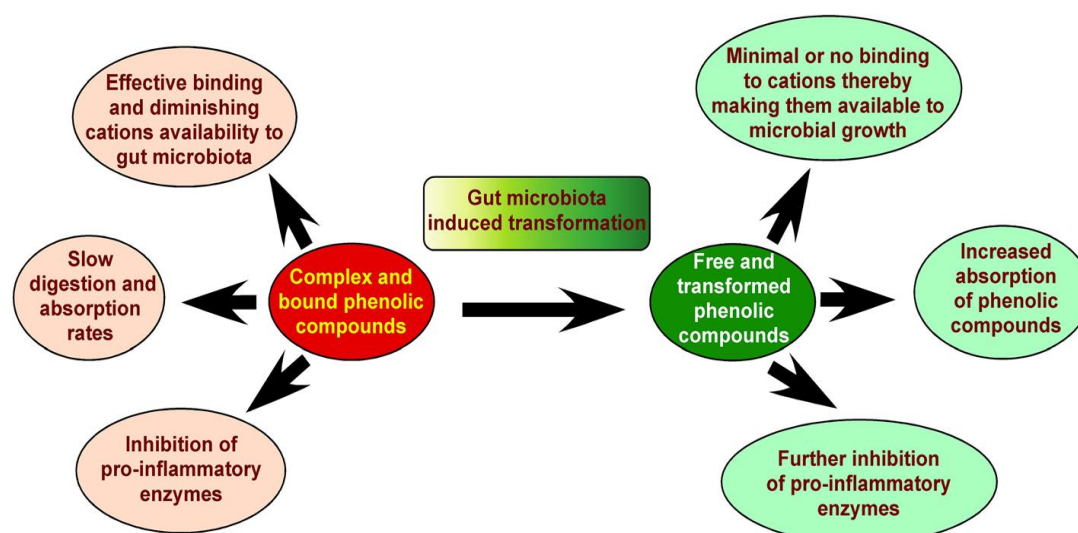 Effective binding
and diminishing
cations availability to
gut microbiota
Minimal or no binding
to cations thereby
making them available to
microbial growth
Gut microbiota
induced transformation
Slow
digestion and
absorption
rates
Complex and
bound phenolic
compounds
Free and
transformed
phenolic
compounds
Increased
absorption
of phenolic
compounds
Inhibition of
pro-inflammatory
enzymes
Further inhibition
of pro-inflammatory
enzymes